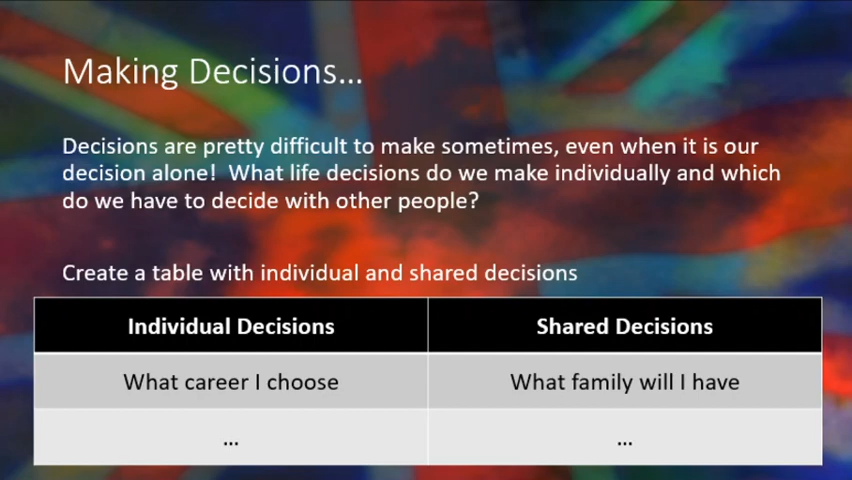 Making Decisions...
Decisions are pretty difficult to make sometimes, even when it is our
decision alone!  What life decisions do we make individually and which
do we have to decide with other people?
Create a table with individual and shared decisions
Individual Decisions
Shared Decisions
What career I choose
What family will I have
...
...